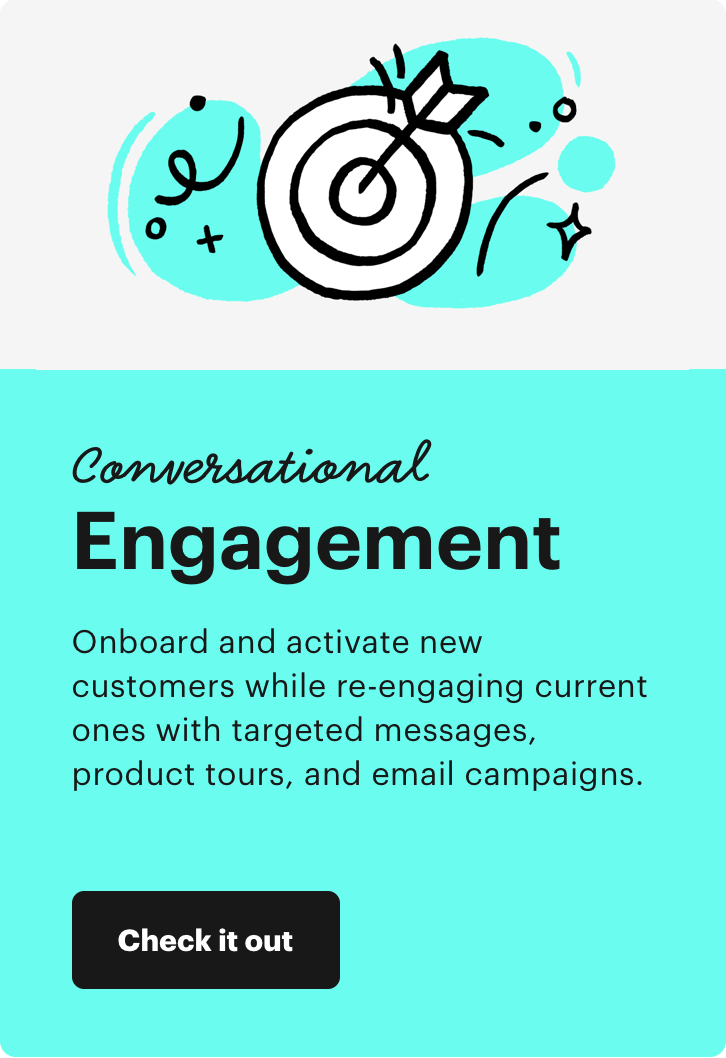 Conversational
Engagement
Onboard and activate new
customers while re-engaging current
ones with targeted messages,
product tours, and email campaigns.
Check it out